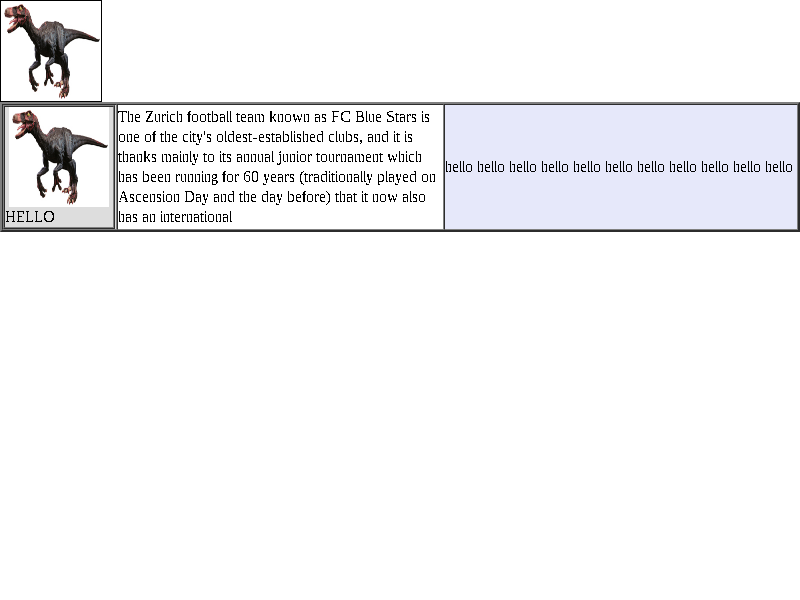 The Zurich football team known as FC Blue Stars is
one of the city's oldest-established clubs, and it is
thanks mainly to its annual junior tournament which
has been running for 60 years (traditionally played on
Ascension Day and the day before) that it now also
has an international
HELLO
hello hello hello hello hello hello hello hello hello hello hello